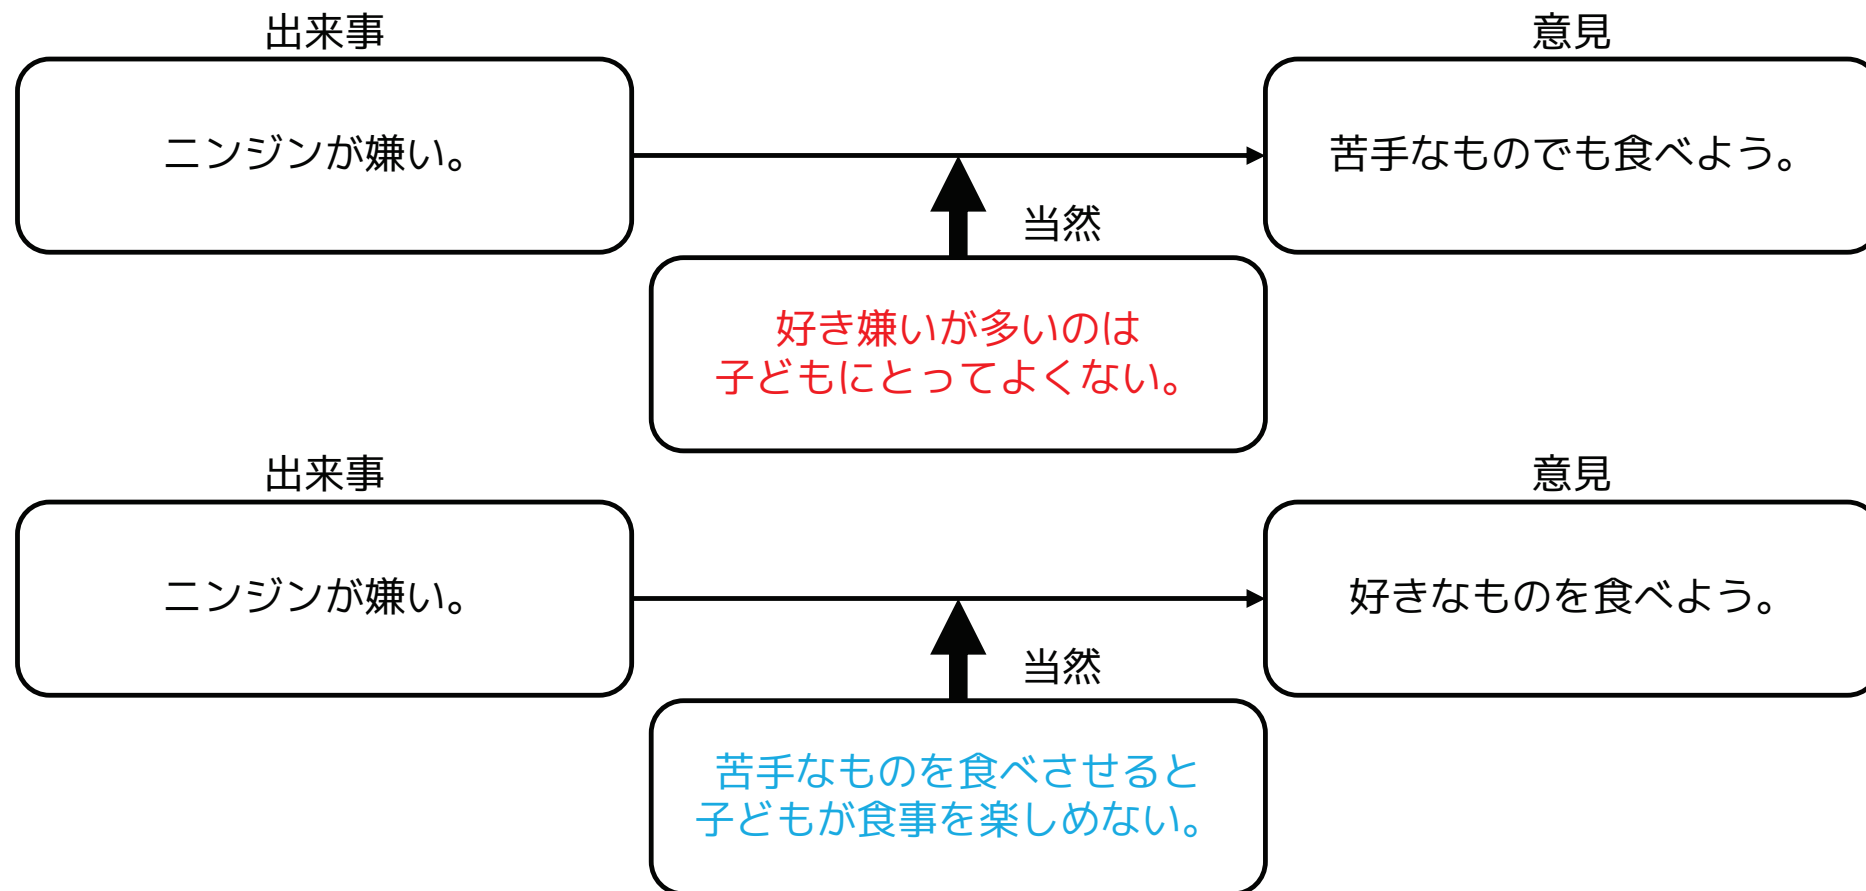 出来事
意見
ニンジンが嫌い。
苦手なものでも食べよう。
当然
好き嫌いが多いのは
子どもにとってよくない。
出来事
意見
ニンジンが嫌い。
好きなものを食べよう。
当然
苦手なものを食べさせると
子どもが食事を楽しめない。